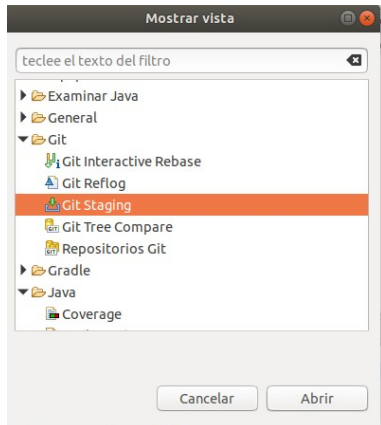 Mostrar vista
teclee el texto del filtro
Examinar Java
General
Git
Git Interactive Rebase
Git Reflog
Git Staging
Git Tree Compare
Repositorios Git
Gradle
Java
Coverage
Cancelar
Abrir